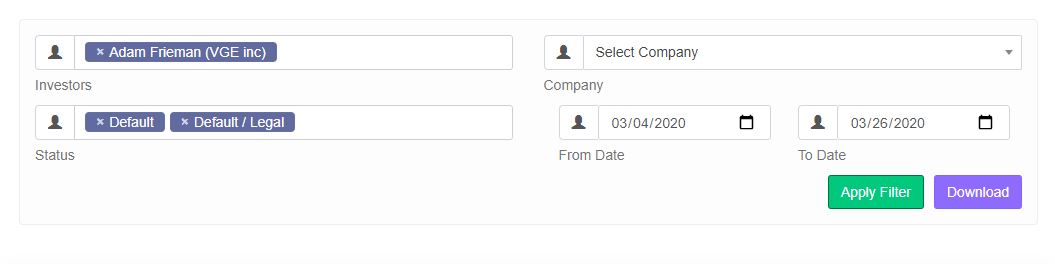 × Adam Frieman (VGE inc)
Select Company
Investors
Company
× Default × Default / Legal
03/04/2020
03/26/2020
Status
From Date
To Date
Apply Filter
Download